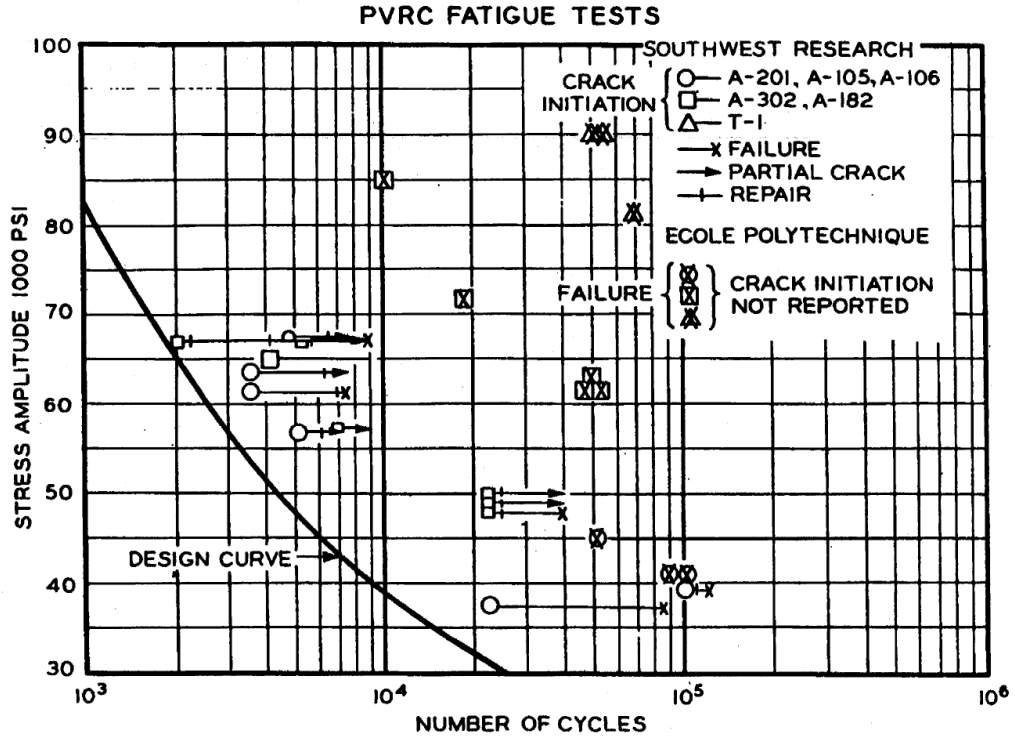 PVRC FATIGUE TESTS
SOUTHWEST RESEARCH
CRACK INITIATION
A-201, A-105, A-106
A-302, A-182
T-1
FAILURE
PARTIAL CRACK
REPAIR
ECOLE POLYTECHNIQUE
FAILURE
CRACK INITIATION
NOT REPORTED
DESIGN CURVE
STRESS AMPLITUDE 1000 PSI
100
90
80
70
60
50
40
30
10³
10⁴
10⁵
10⁶
NUMBER OF CYCLES